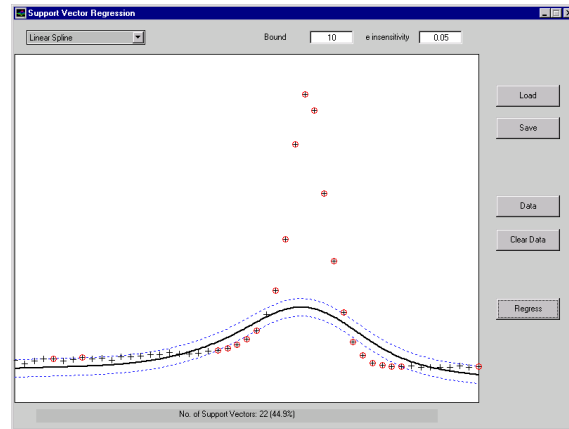 Support Vector Regression
Linear Spline
Bound
10
e insensitivity
0.05
Load
Save
Data
Clear Data
Regress
No. of Support Vectors: 22 (44.9%)